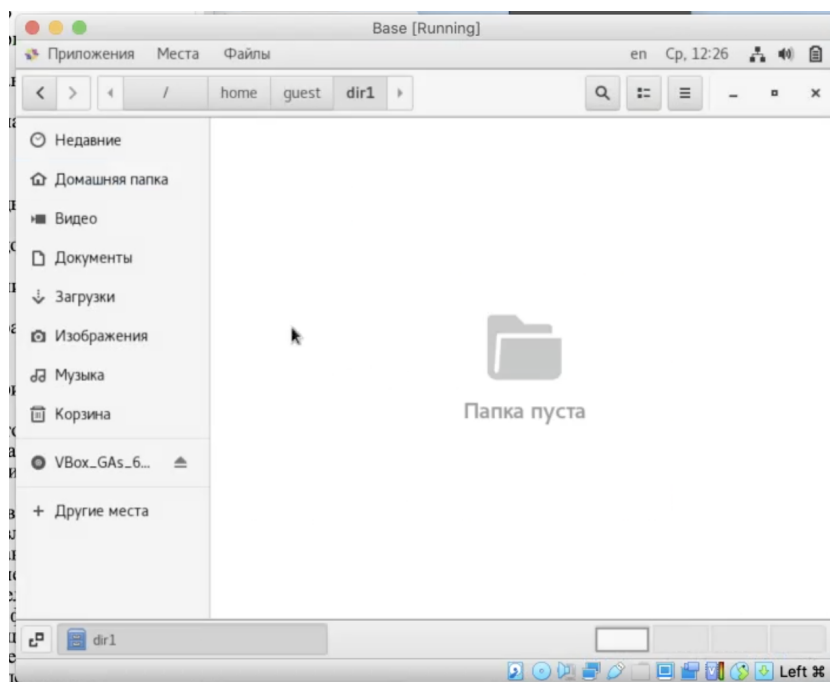 Base [Running]
Приложения Места Файлы en Ср, 12:26
/ home guest dir1
Недавние
Домашняя папка
Видео
Документы
Загрузки
Изображения
Музыка
Корзина
VBox_GAs_6...
+ Другие места
Папка пуста
dir1
Left ⌘